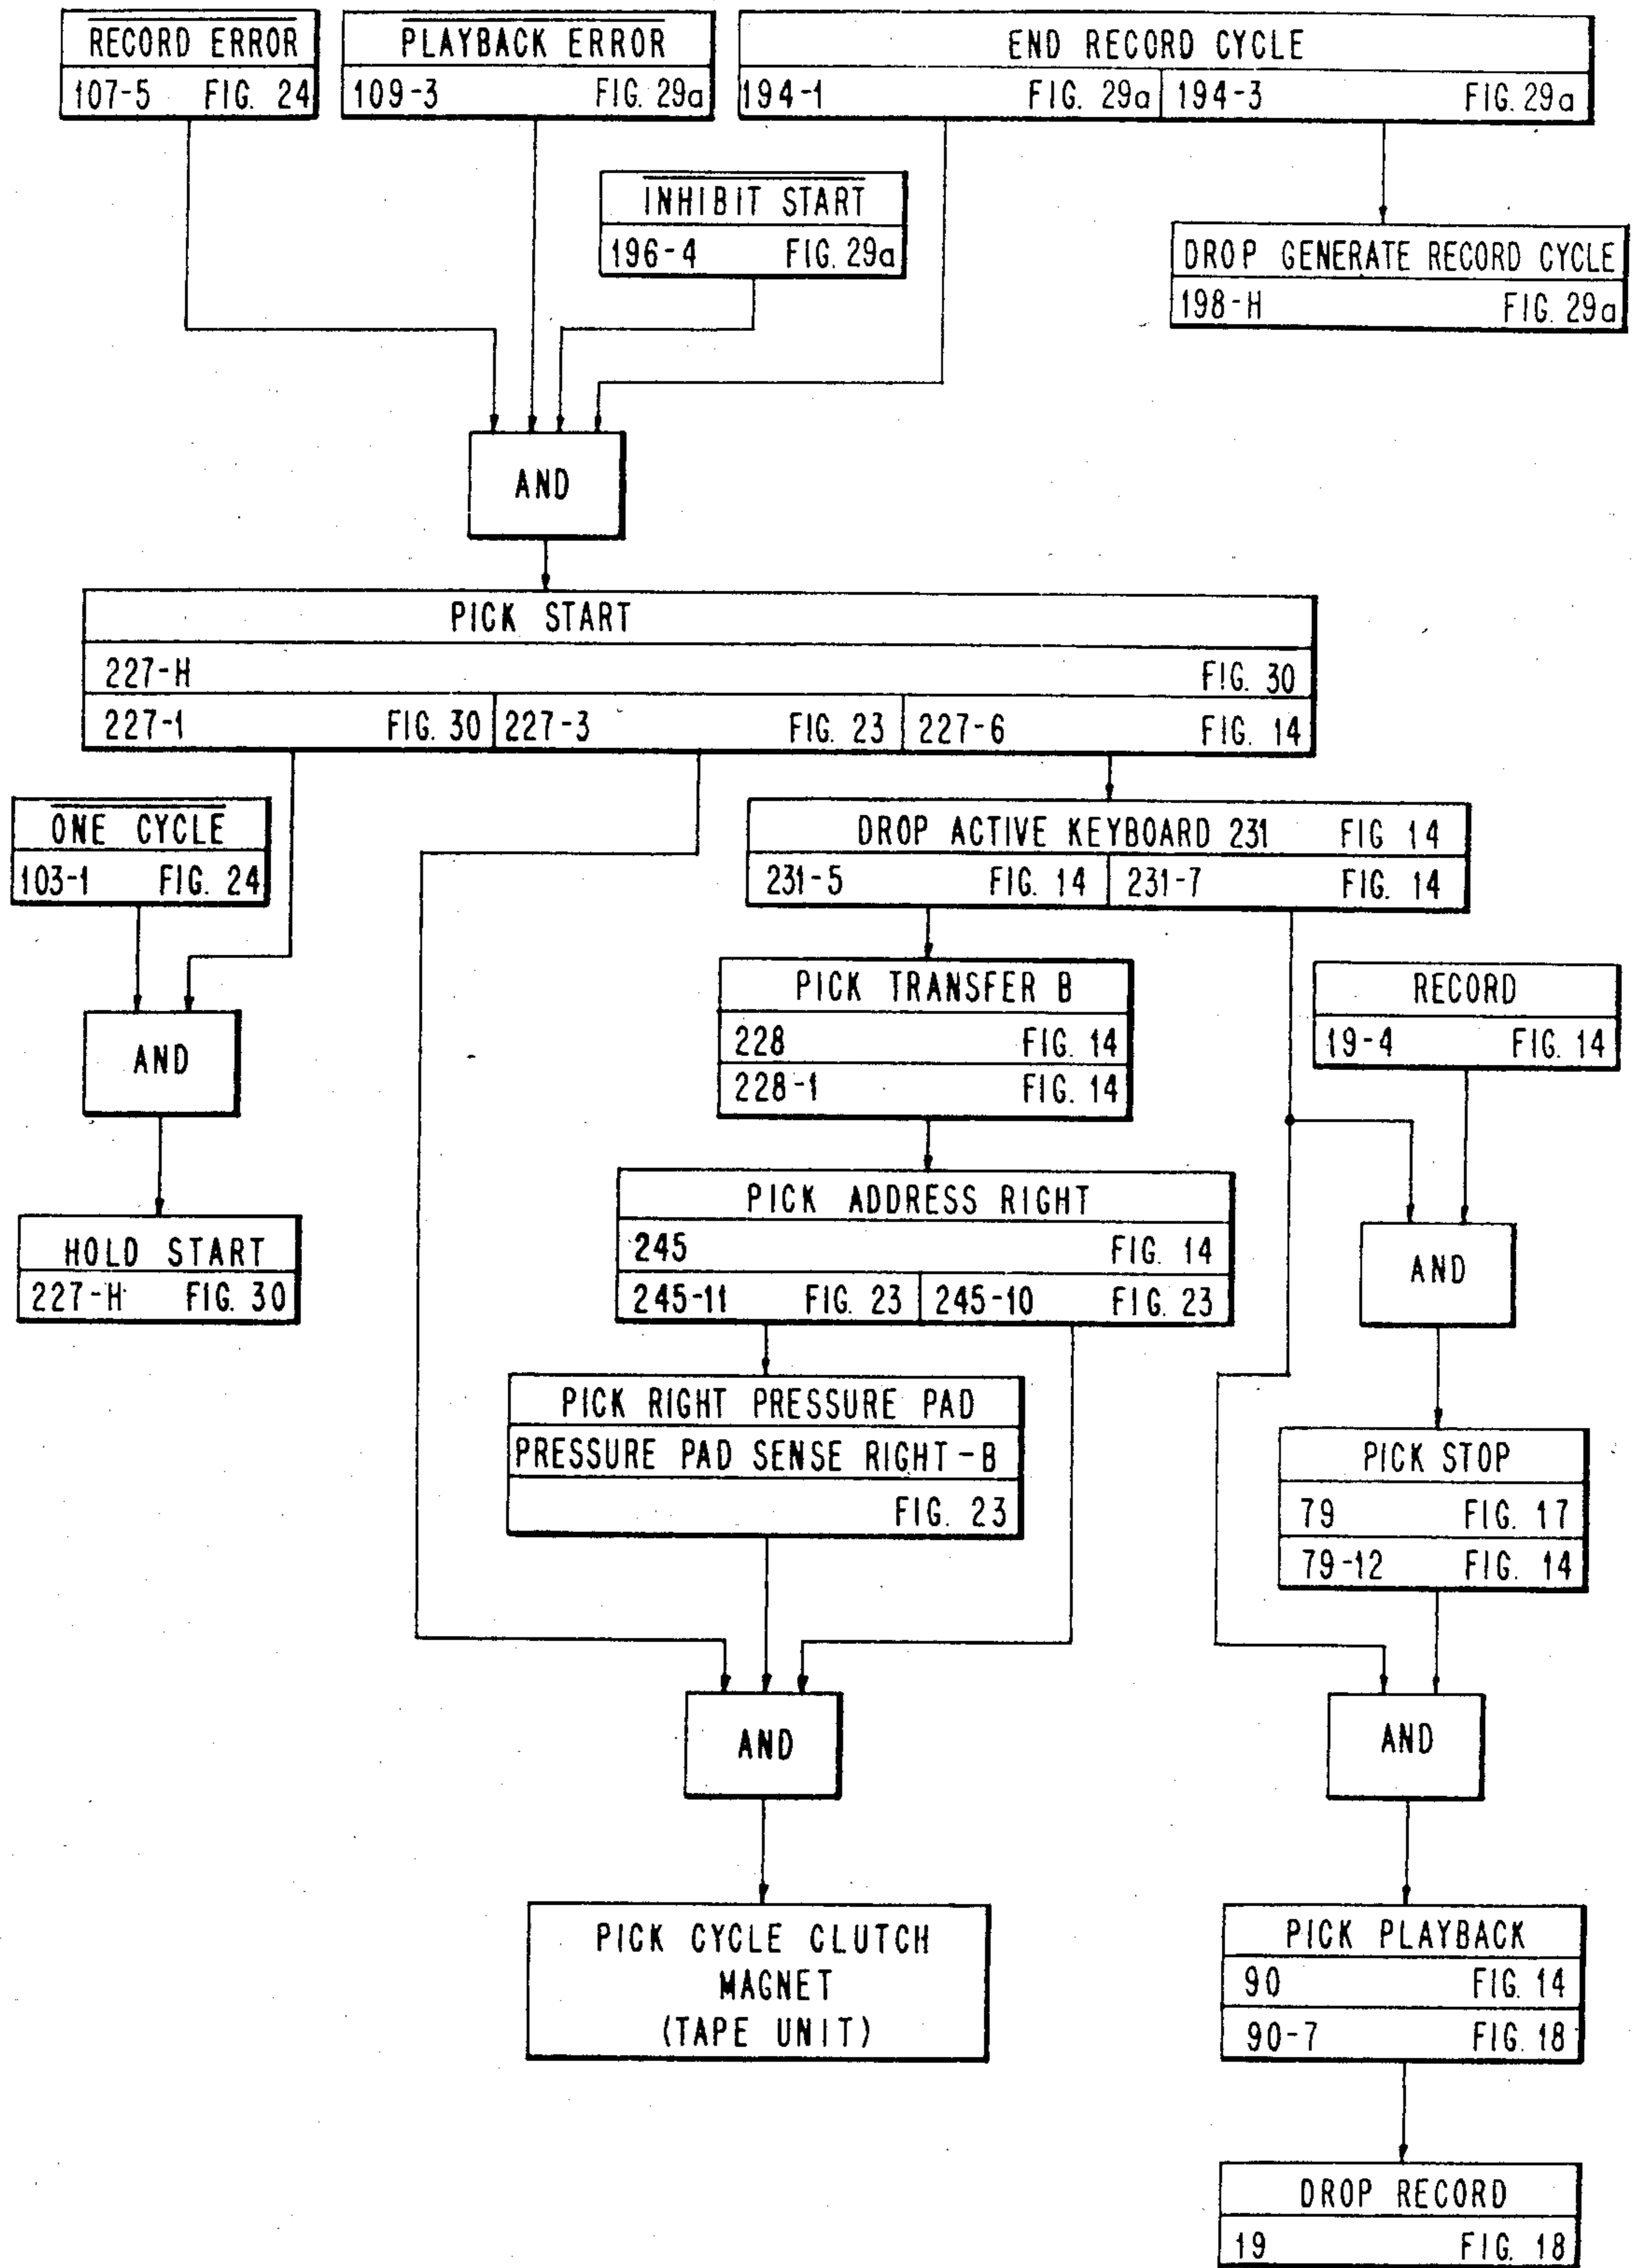 RECORD ERROR
107-5 FIG. 24
PLAYBACK ERROR
109-3 FIG. 29a
END RECORD CYCLE
194-1 FIG. 29a 194-3 FIG. 29a
INHIBIT START
196-4 FIG. 29a
DROP GENERATE RECORD CYCLE
198-H FIG. 29a
AND
PICK START
227-H FIG. 30
227-1 FIG. 30 227-3 FIG. 23 227-6 FIG. 14
ONE CYCLE
103-1 FIG. 24
DROP ACTIVE KEYBOARD 231 FIG 14
231-5 FIG. 14 231-7 FIG. 14
AND
PICK TRANSFER B
228 FIG. 14
228-1 FIG. 14
RECORD
19-4 FIG. 14
HOLD START
227-H FIG. 30
PICK ADDRESS RIGHT
245 FIG. 14
245-11 FIG. 23 245-10 FIG. 23
AND
PICK RIGHT PRESSURE PAD
PRESSURE PAD SENSE RIGHT-B
FIG. 23
PICK STOP
79 FIG. 17
79-12 FIG. 14
AND
AND
PICK CYCLE CLUTCH
MAGNET
(TAPE UNIT)
PICK PLAYBACK
90 FIG. 14
90-7 FIG. 18
DROP RECORD
19 FIG. 18